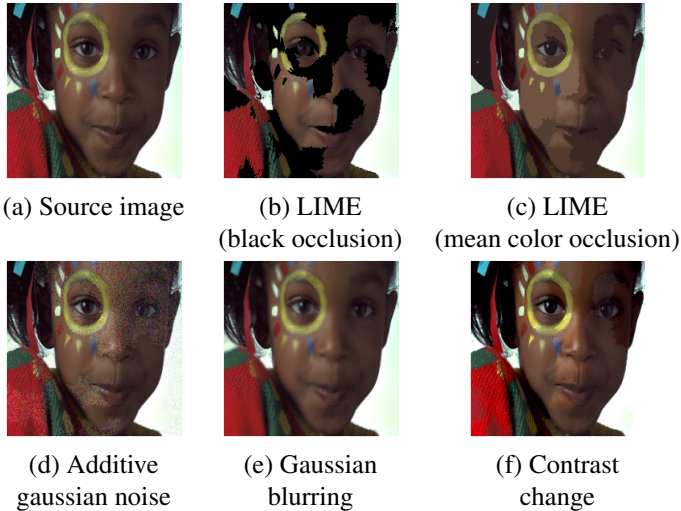 (a) Source image
(b) LIME
(black occlusion)
(c) LIME
(mean color occlusion)
(d) Additive
gaussian noise
(e) Gaussian
blurring
(f) Contrast
change